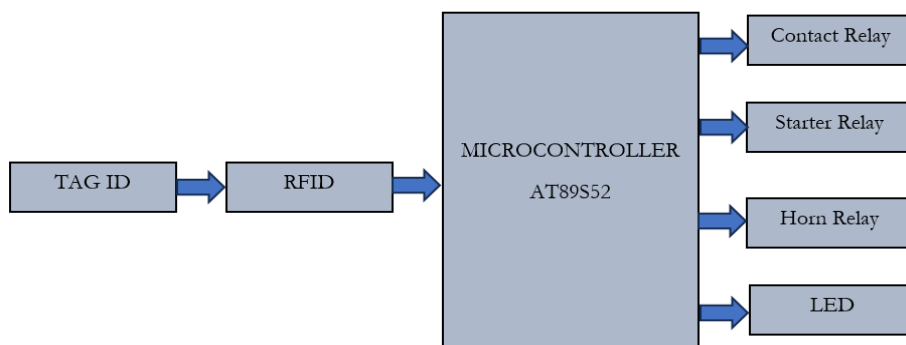 TAG ID
RFID
MICROCONTROLLER
AT89S52
Contact Relay
Starter Relay
Horn Relay
LED